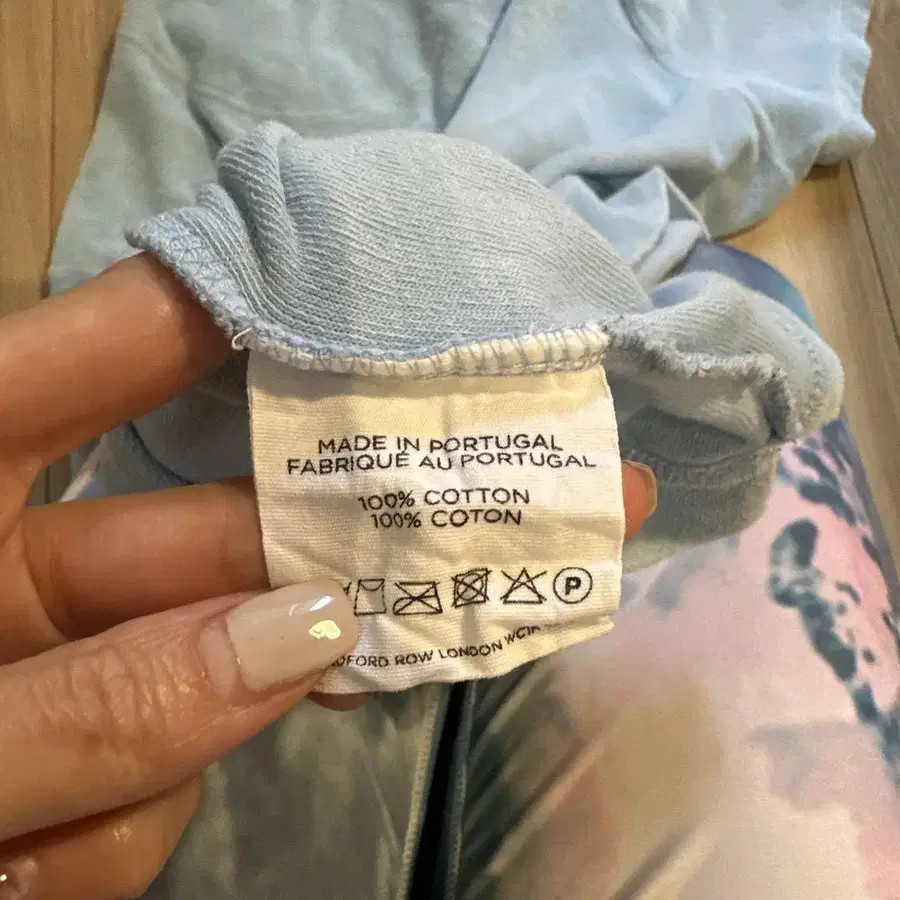 MADE IN PORTUGAL
FABRIQUÉ AU PORTUGAL
100% COTTON
100% COTON
P
ROW LONDON